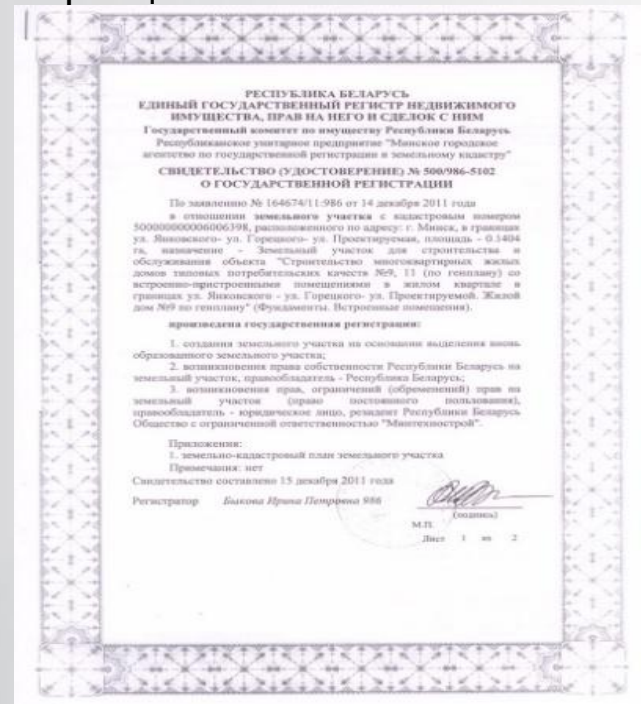 РЕСПУБЛИКА БЕЛАРУСЬ
ЕДИНЫЙ ГОСУДАРСТВЕННЫЙ РЕГИСТР НЕДВИЖИМОГО
ИМУЩЕСТВА, ПРАВ НА НЕГО И СДЕЛОК С НИМ
Государственный комитет по имуществу Республики Беларусь
Республиканское унитарное предприятие "Минское городское
агентство по государственной регистрации и земельному кадастру"
СВИДЕТЕЛЬСТВО (УДОСТОВЕРЕНИЕ) № 500/986-5102
О ГОСУДАРСТВЕННОЙ РЕГИСТРАЦИИ
По заявлению № 164674/11:986 от 14 декабря 2011 года
в отношении земельного участка с кадастровым номером
500000000006006398, расположенного по адресу: г. Минск, в границах
ул. Янковского- ул. Горецкого- ул. Проектируемая, площадь - 0.1404
га, назначение - Земельный участок для строительства и
обслуживания объекта "Строительство многоквартирных жилых
домов типовых потребительских качеств №9, 11 (по генплану) со
встроенно-пристроенными помещениями в жилом квартале в
границах ул. Янковского - ул. Горецкого- ул. Проектируемой. Жилой
дом №9 по генплану" (Фундаменты. Встроенные помещения).
произведена государственная регистрация:
1. создания земельного участка на основании выделения вновь
образованного земельного участка;
2. возникновения права собственности Республики Беларусь на
земельный участок, правообладатель - Республика Беларусь;
3. возникновения прав, ограничений (обременений) прав на
земельный участок (право постоянного пользования),
правообладатель - юридическое лицо, резидент Республики Беларусь
Общество с ограниченной ответственностью "Минтехнострой".
Приложения:
1. земельно-кадастровый план земельного участка
Примечания: нет
Свидетельство составлено 15 декабря 2011 года
Регистратор Быкова Ирина Петровна 986
(подпись)
М.П.
Лист 1 из 2